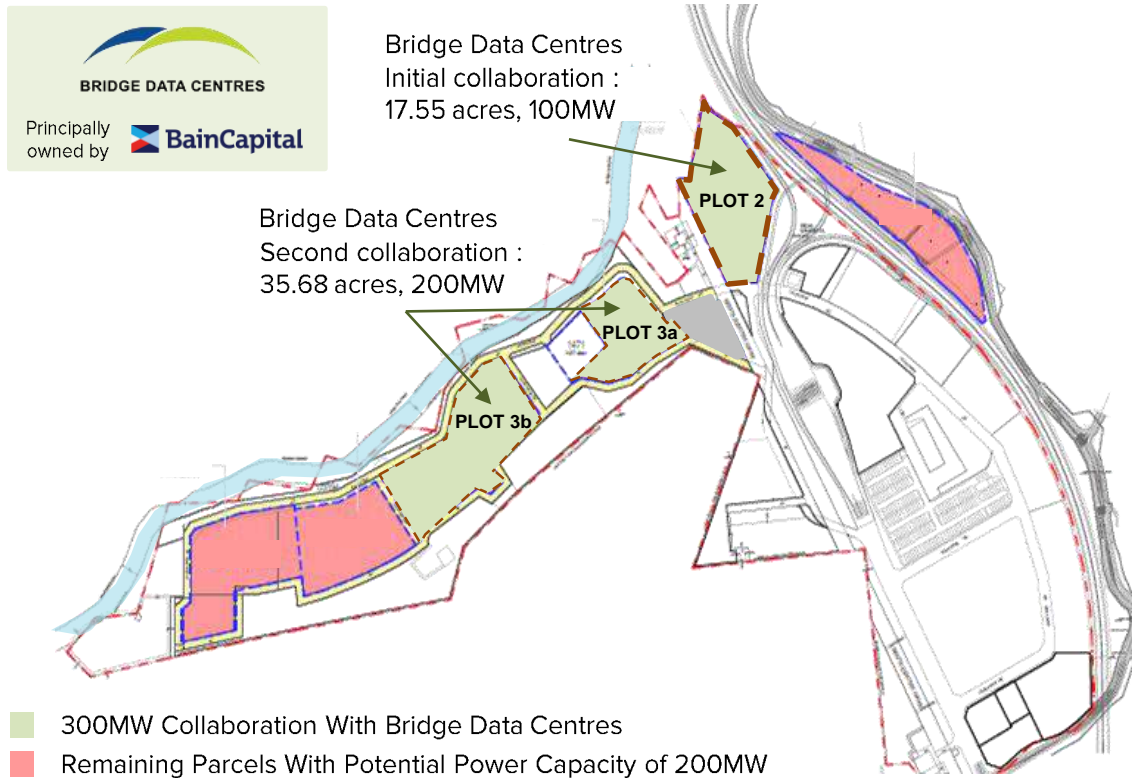 BRIDGE DATA CENTRES
Principally
owned by
BainCapital
Bridge Data Centres
Initial collaboration :
17.55 acres, 100MW
PLOT 2
Bridge Data Centres
Second collaboration :
35.68 acres, 200MW
PLOT 3a
PLOT 3b
300MW Collaboration With Bridge Data Centres
Remaining Parcels With Potential Power Capacity of 200MW